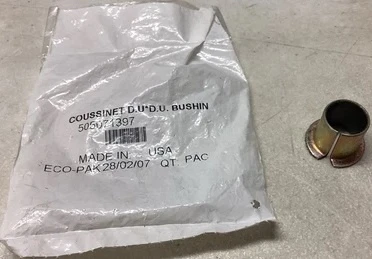 COUSSINET D.U*D.U. BUSHIN
505071397
MADE IN USA
ECO-PAK28/02/07 QT. PAC